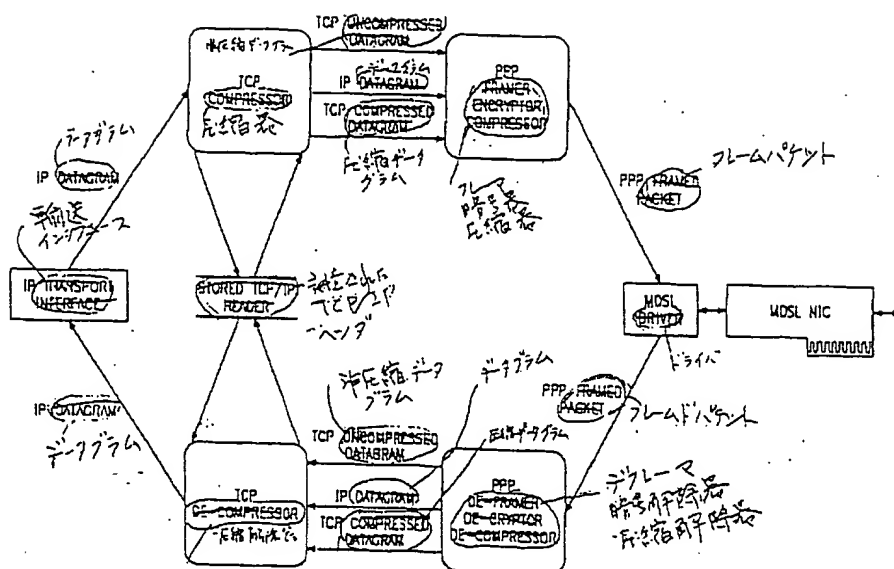 TCP UNCOMPRESSED
DATAGRAM
非圧縮データグラム
TCP
COMPRESSOR
圧縮器
データグラム
IP DATAGRAM
TCP COMPRESSED
DATAGRAM
圧縮データ
グラム
PPP
FRAMER
ENCRYPTOR
COMPRESSOR
フレーマ
暗号器
圧縮器
データグラム
IP DATAGRAM
PPP FRAMED
PACKET
フレームパケット
輸送
インタフェース
IP TRANSPORT
INTERFACE
STORED TCP/IP
HEADER
ヘッダ
MDSL
DRIVER
ドライバ
MDSL NIC
IP DATAGRAM
データグラム
非圧縮データ
グラム
データグラム
TCP UNCOMPRESSED
DATAGRAM
圧縮データグラム
PPP FRAMED
PACKET
フレームドパケット
TCP
DE-COMPRESSOR
圧縮解除器
IP DATAGRAM
TCP COMPRESSED
DATAGRAM
PPP
DE-FRAMER
DE-CRYPTOR
DE-COMPRESSOR
デフレーマ
暗号解除器
圧縮解除器